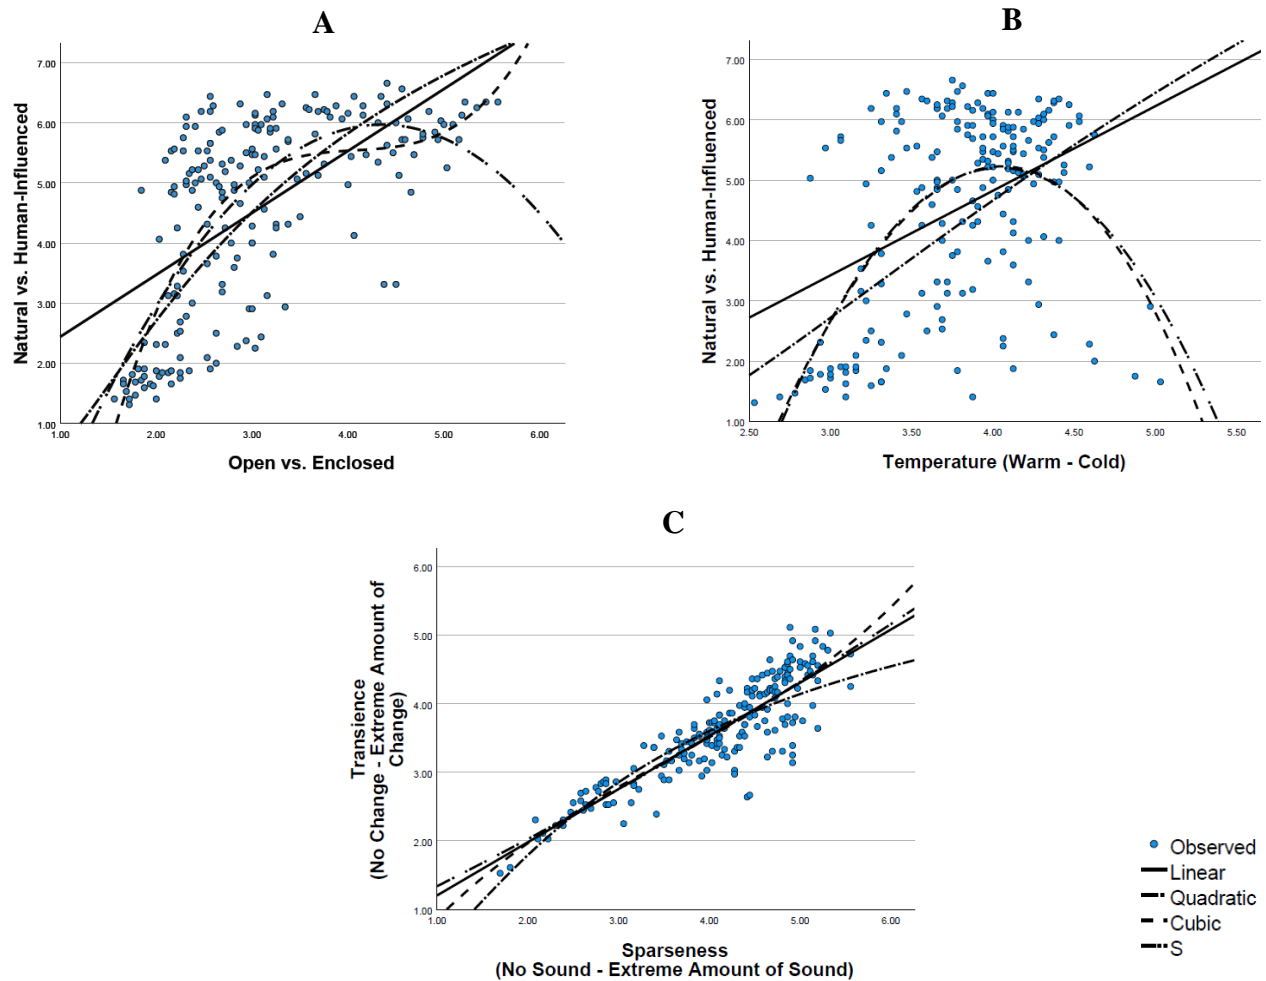 A
B
Natural vs. Human-Influenced
7.00
6.00
5.00
4.00
3.00
2.00
1.00
1.00 2.00 3.00 4.00 5.00 6.00
Open vs. Enclosed
Natural vs. Human-Influenced
7.00
6.00
5.00
4.00
3.00
2.00
1.00
2.50 3.00 3.50 4.00 4.50 5.00 5.50
Temperature (Warm - Cold)
C
Transience
(No Change - Extreme Amount of
Change)
6.00
5.00
4.00
3.00
2.00
1.00
1.00 2.00 3.00 4.00 5.00 6.00
Sparseness
(No Sound - Extreme Amount of Sound)
Observed
Linear
Quadratic
Cubic
S